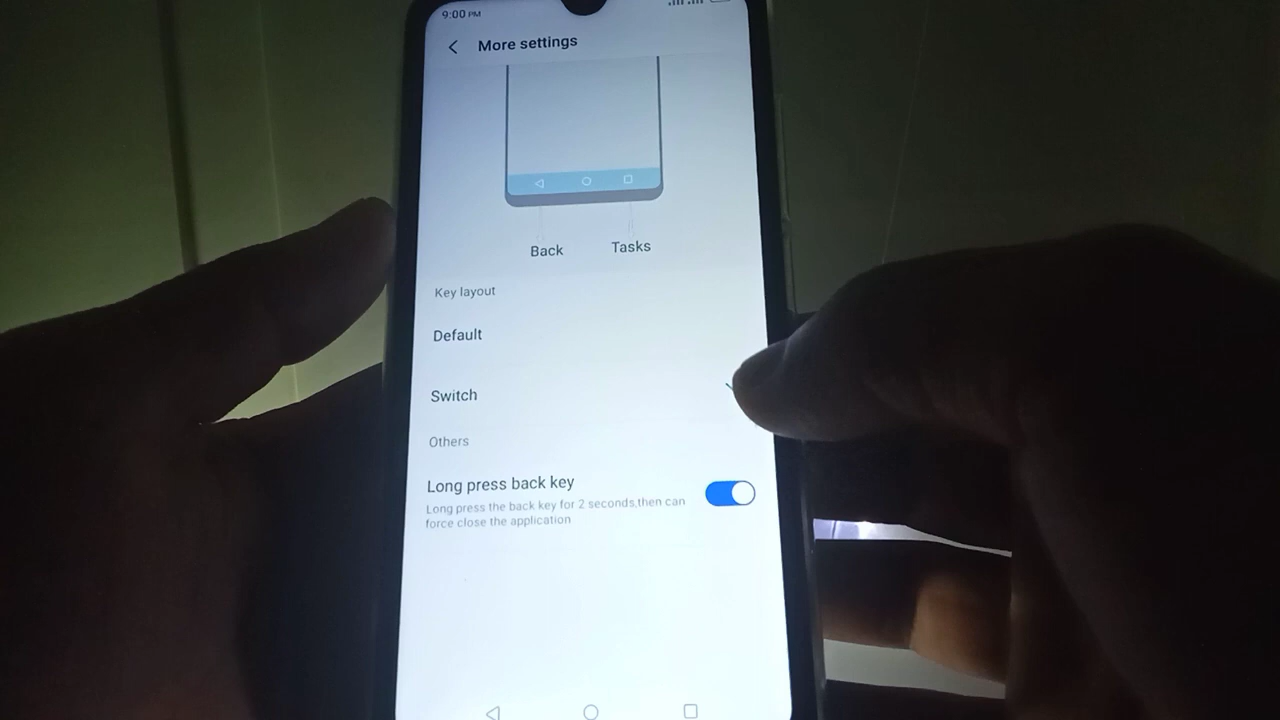 9:00 PM
More settings
Back Tasks
Key layout
Default
Switch
Others
Long press back key
Long press the back key for 2 seconds,then can
force close the application